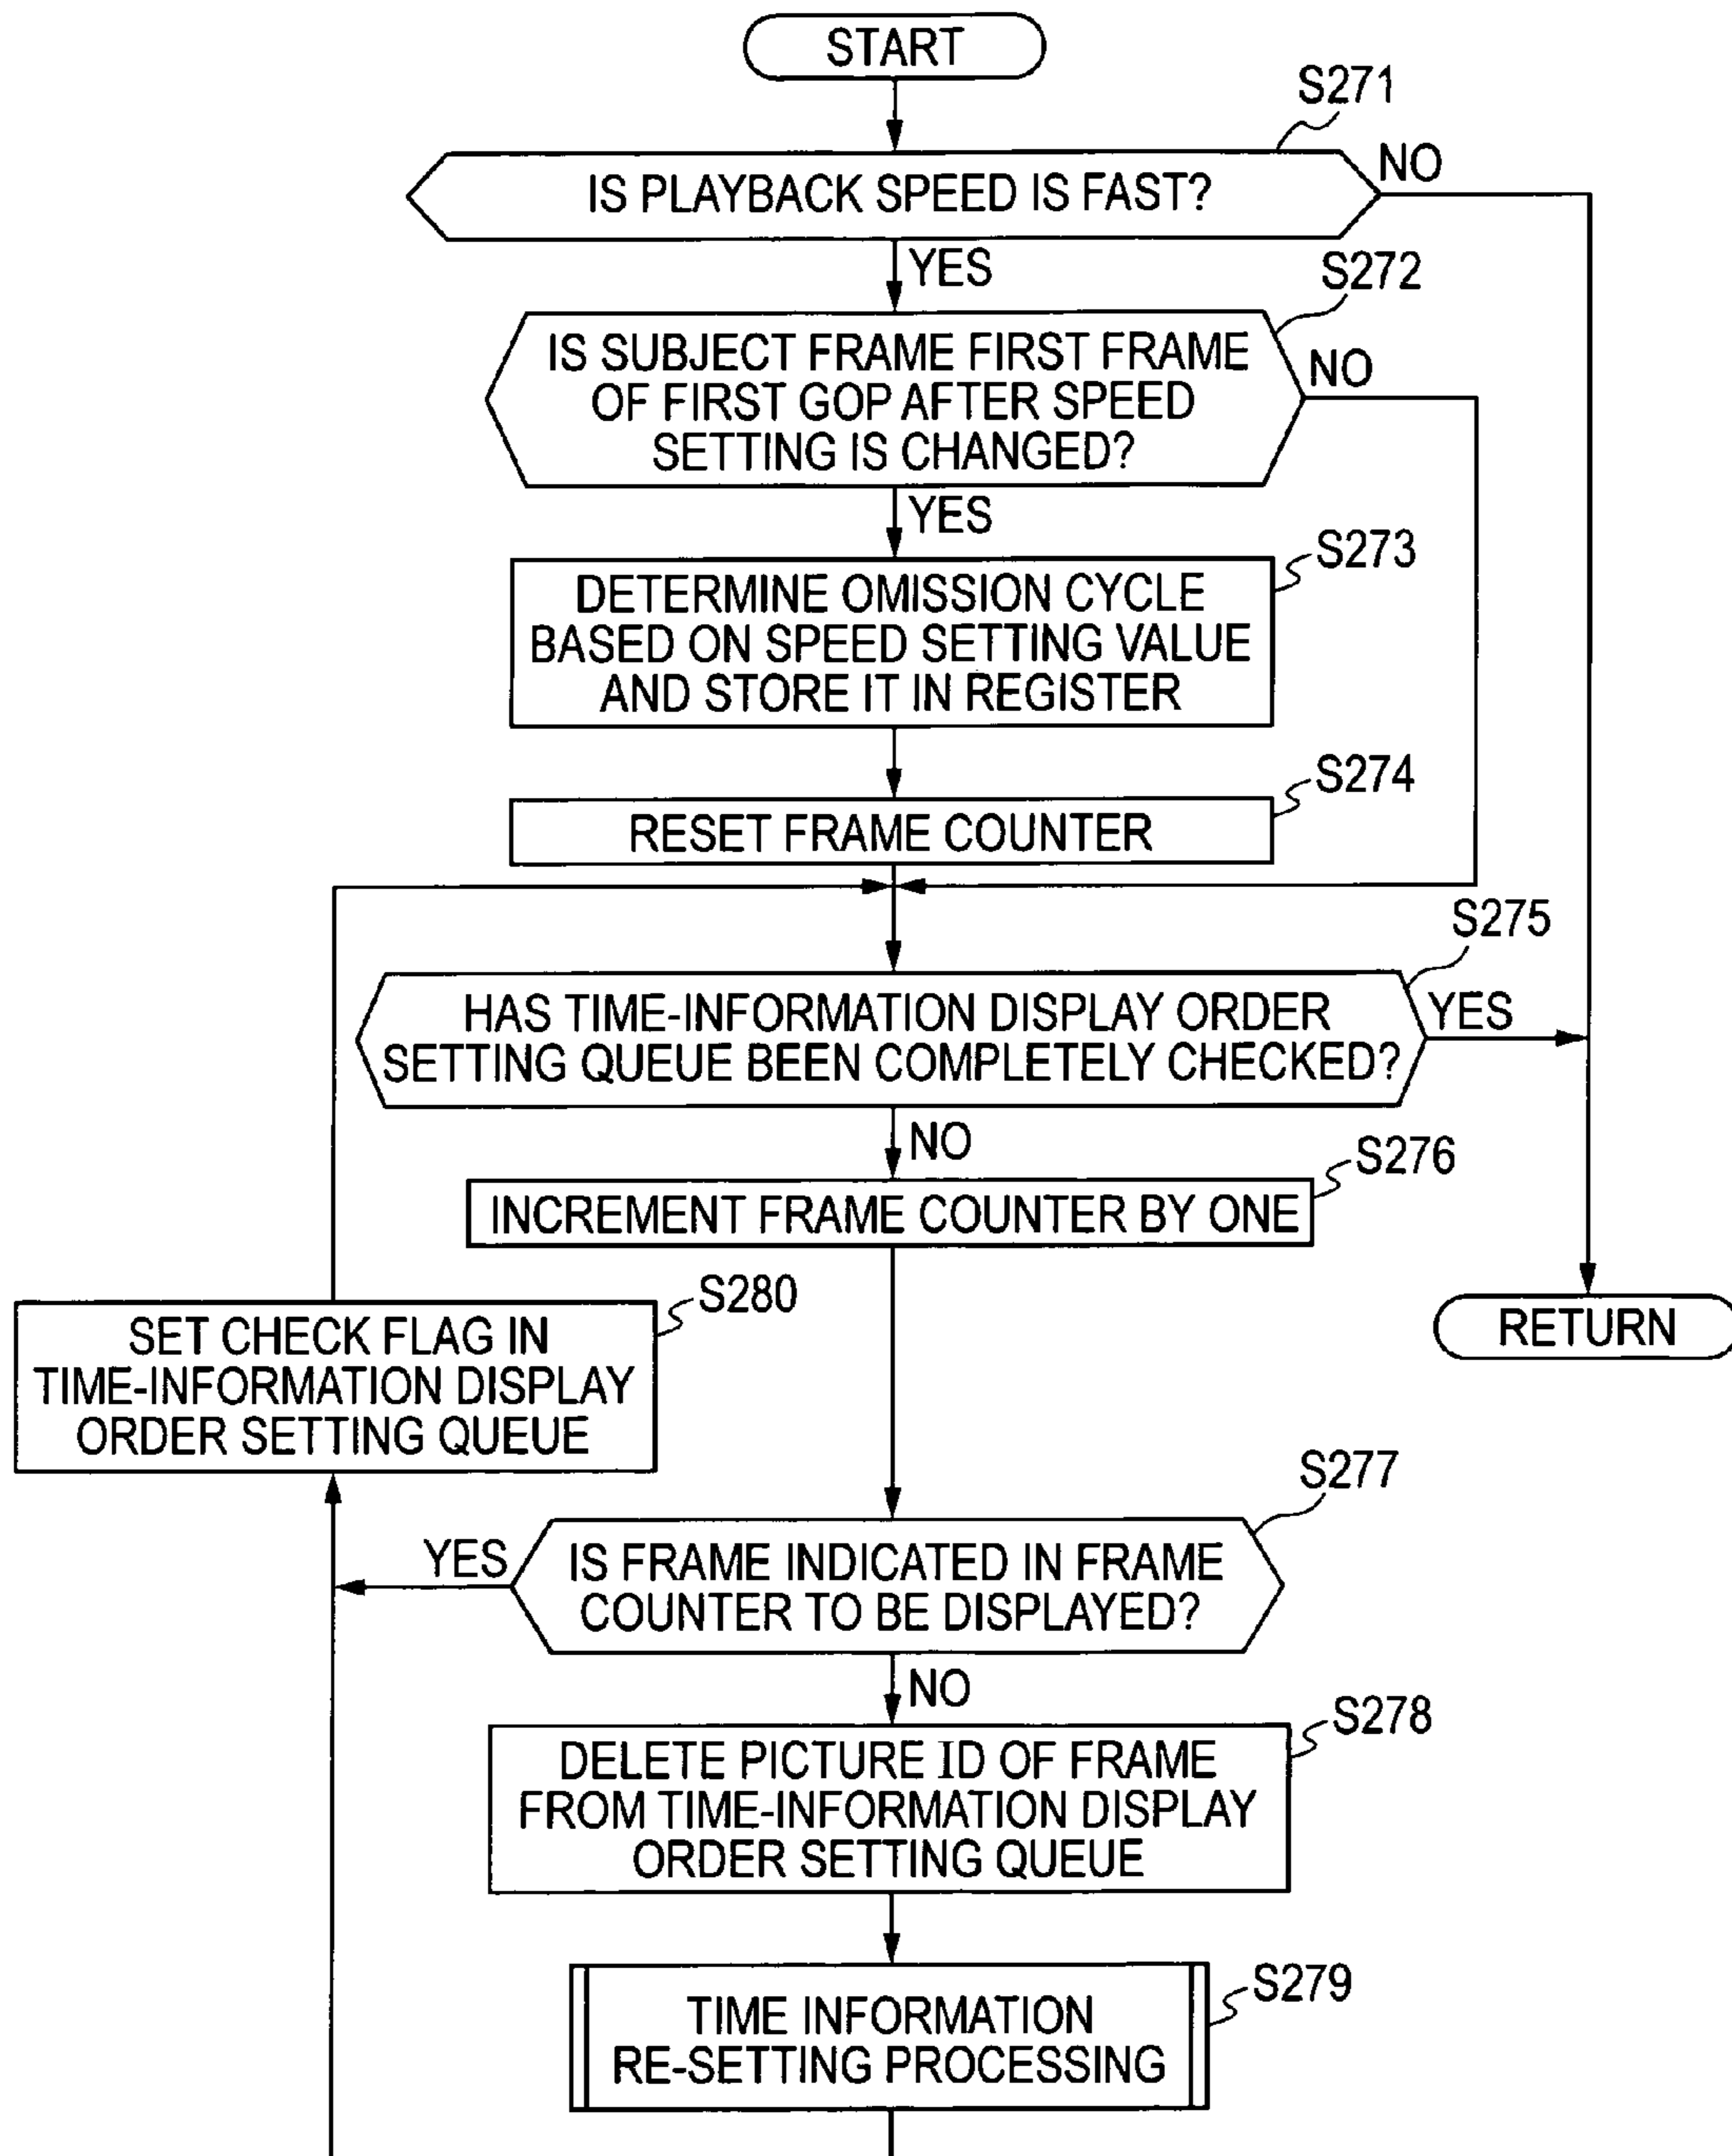 START
S271
IS PLAYBACK SPEED IS FAST?
NO
YES
S272
IS SUBJECT FRAME FIRST FRAME
OF FIRST GOP AFTER SPEED
SETTING IS CHANGED?
NO
YES
S273
DETERMINE OMISSION CYCLE
BASED ON SPEED SETTING VALUE
AND STORE IT IN REGISTER
S274
RESET FRAME COUNTER
S275
HAS TIME-INFORMATION DISPLAY ORDER
SETTING QUEUE BEEN COMPLETELY CHECKED?
YES
NO
S276
INCREMENT FRAME COUNTER BY ONE
S280
SET CHECK FLAG IN
TIME-INFORMATION DISPLAY
ORDER SETTING QUEUE
RETURN
S277
YES
IS FRAME INDICATED IN FRAME
COUNTER TO BE DISPLAYED?
NO
S278
DELETE PICTURE ID OF FRAME
FROM TIME-INFORMATION DISPLAY
ORDER SETTING QUEUE
S279
TIME INFORMATION
RE-SETTING PROCESSING